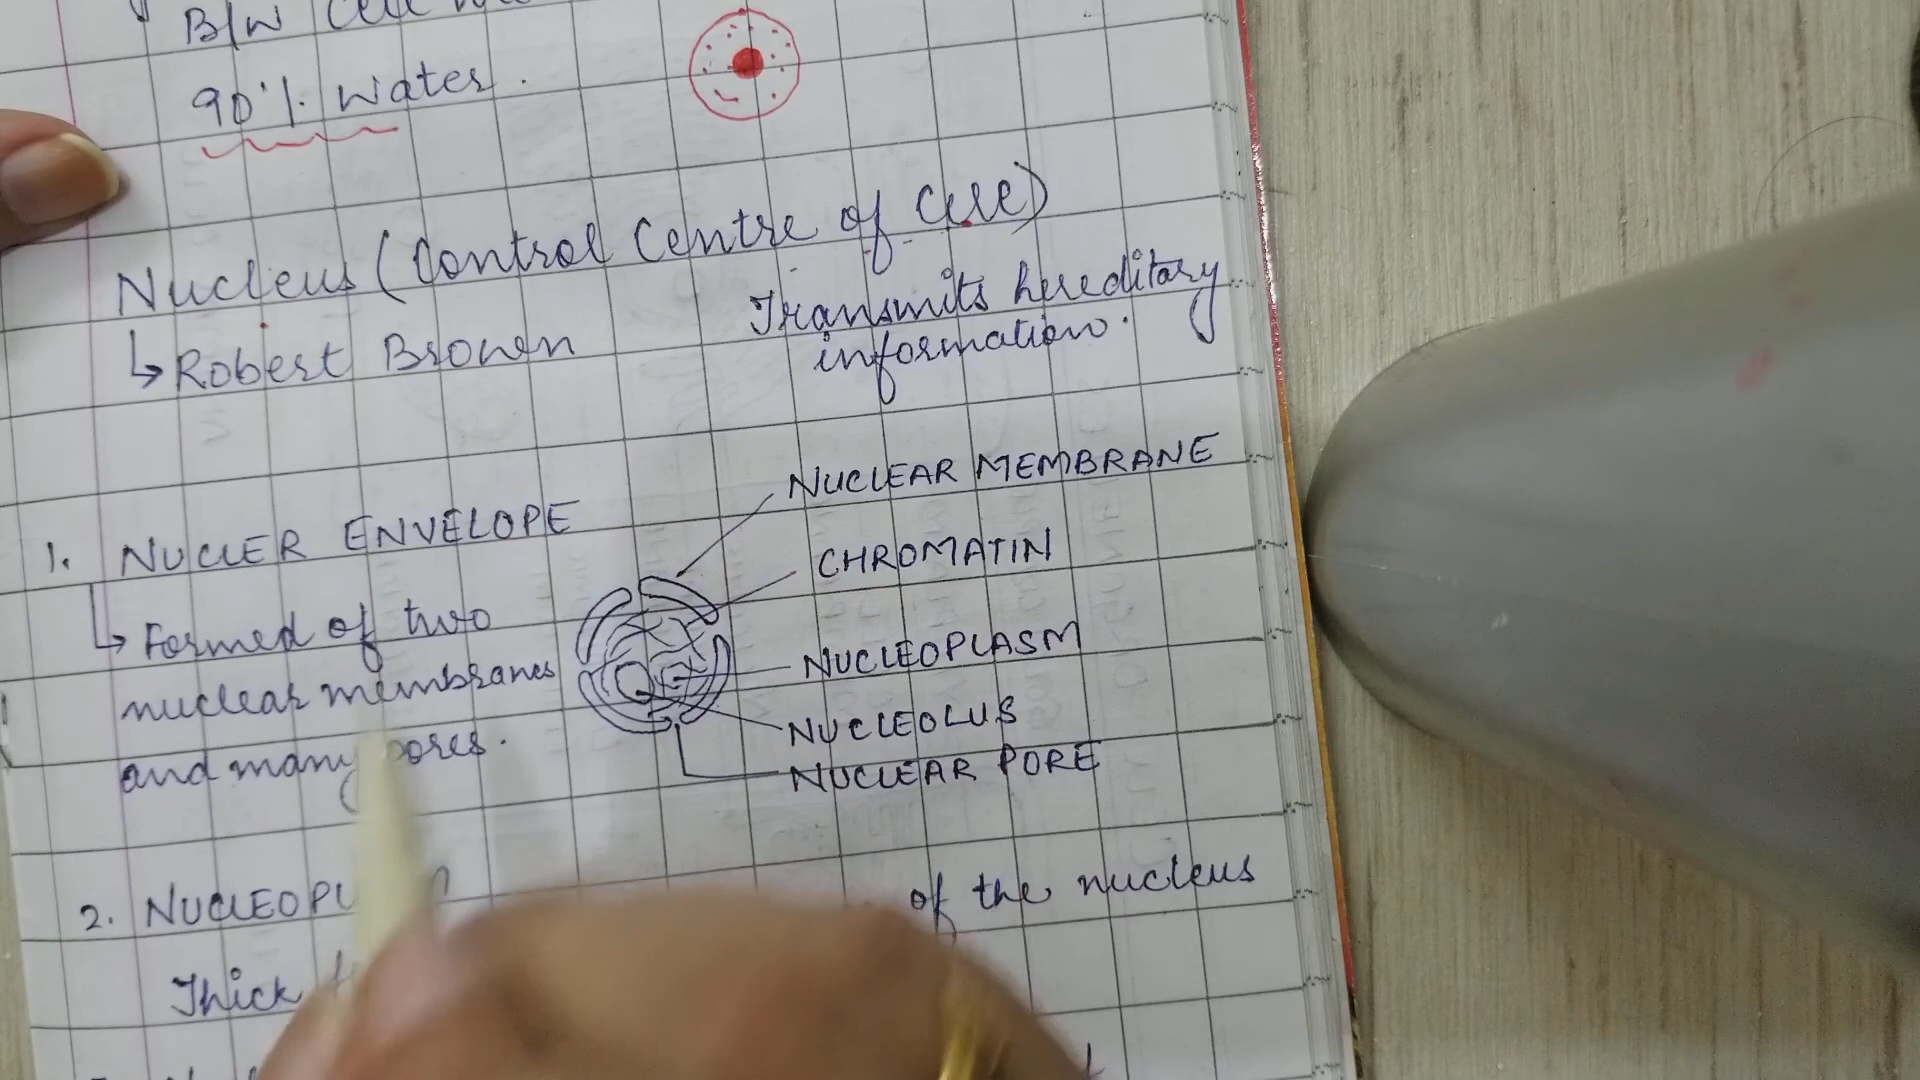 B/W Cell
90% Water.
Nucleus (Control Centre of Cell)
↳ Robert Brown
Transmits hereditary
information.
1. NUCLER ENVELOPE
↳ Formed of two
nuclear membranes
and many pores.
NUCLEAR MEMBRANE
CHROMATIN
NUCLEOPLASM
NUCLEOLUS
NUCLEAR PORE
2. of the nucleus
Thick